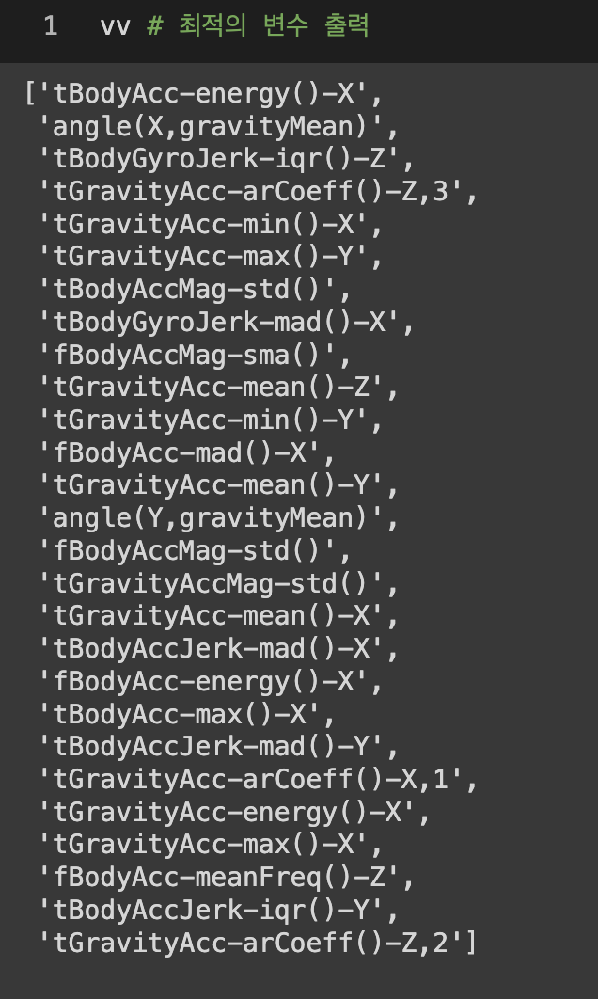 1 vv # 최적의 변수 출력
['tBodyAcc-energy()-X',
'angle(X,gravityMean)',
'tBodyGyroJerk-iqr()-Z',
'tGravityAcc-arCoeff()-Z,3',
'tGravityAcc-min()-X',
'tGravityAcc-max()-Y',
'tBodyAccMag-std()',
'tBodyGyroJerk-mad()-X',
'fBodyAccMag-sma()',
'tGravityAcc-mean()-Z',
'tGravityAcc-min()-Y',
'fBodyAcc-mad()-X',
'tGravityAcc-mean()-Y',
'angle(Y,gravityMean)',
'fBodyAccMag-std()',
'tGravityAccMag-std()',
'tGravityAcc-mean()-X',
'tBodyAccJerk-mad()-X',
'fBodyAcc-energy()-X',
'tBodyAcc-max()-X',
'tBodyAccJerk-mad()-Y',
'tGravityAcc-arCoeff()-X,1',
'tGravityAcc-energy()-X',
'tGravityAcc-max()-X',
'fBodyAcc-meanFreq()-Z',
'tBodyAccJerk-iqr()-Y',
'tGravityAcc-arCoeff()-Z,2']